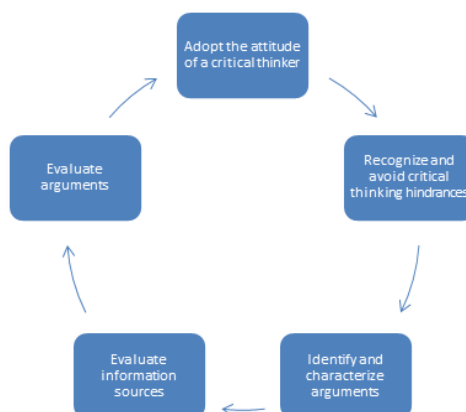 Adopt the attitude
of a critical thinker
Recognize and
avoid critical
thinking hindrances
Identify and
characterize
arguments
Evaluate
information
sources
Evaluate
arguments